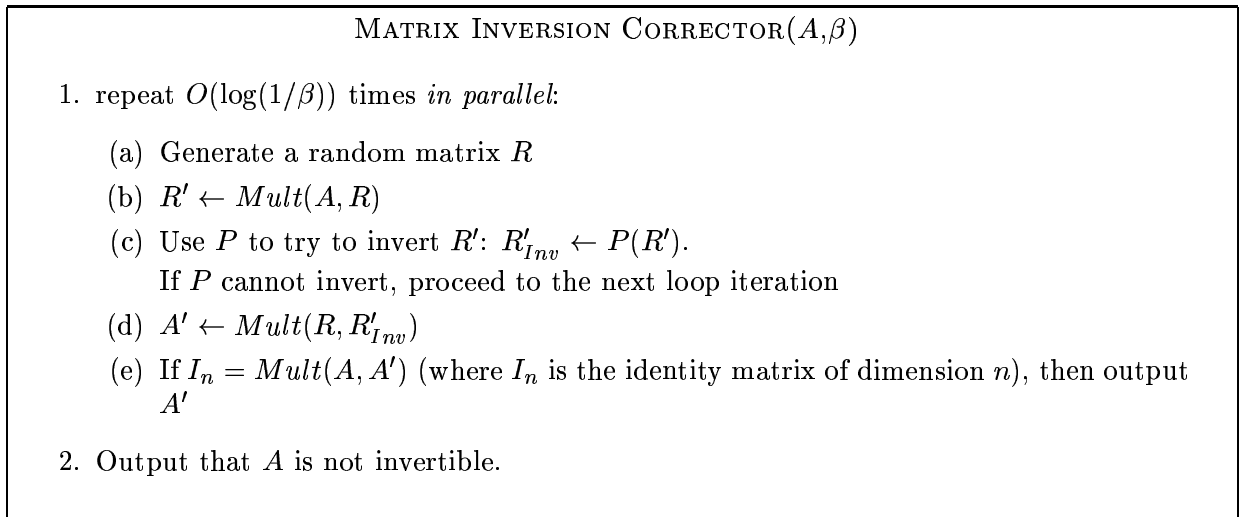 MATRIX INVERSION CORRECTOR(A,β)
1. repeat O(log(1/β)) times in parallel:
(a) Generate a random matrix R
(b) R′ ← Mult(A, R)
(c) Use P to try to invert R′: R′_Inv ← P(R′).
If P cannot invert, proceed to the next loop iteration
(d) A′ ← Mult(R, R′_Inv)
(e) If I_n = Mult(A, A′) (where I_n is the identity matrix of dimension n), then output
A′
2. Output that A is not invertible.